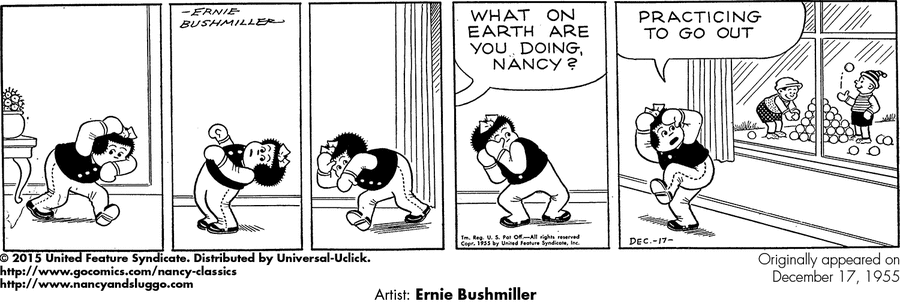 –ERNIE
BUSHMILLER–
WHAT ON
EARTH ARE
YOU DOING,
NANCY?
Tm. Reg. U. S. Pat Off.—All rights reserved
Copr. 1955 by United Feature Syndicate, Inc.
PRACTICING
TO GO OUT
DEC.-17-
© 2015 United Feature Syndicate. Distributed by Universal-Uclick.
http://www.gocomics.com/nancy-classics
http://www.nancyandsluggo.com
Originally appeared on
December 17, 1955
Artist: Ernie Bushmiller